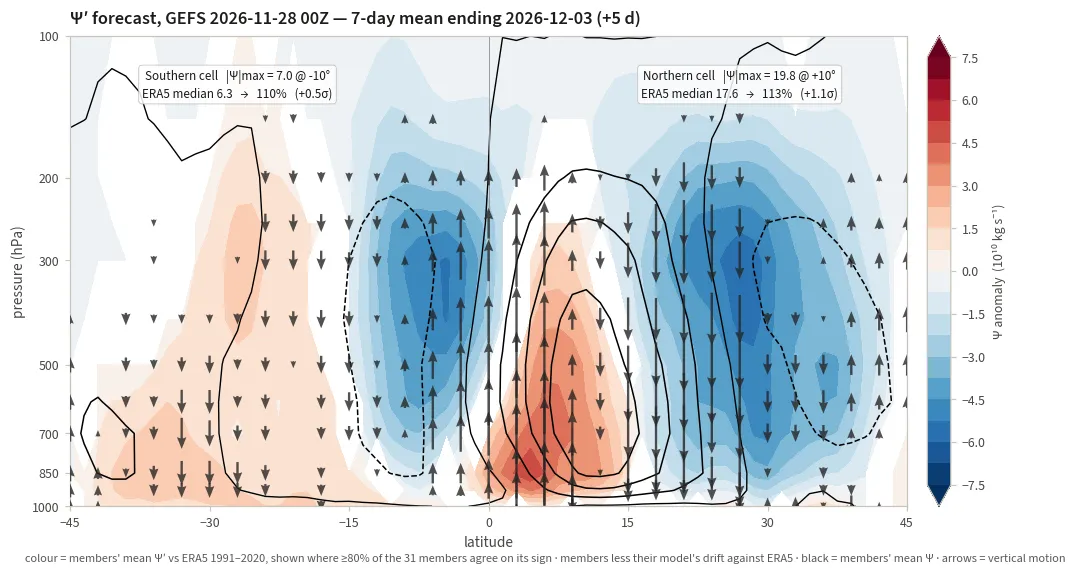 Ψ′ forecast, GEFS 2026-11-28 00Z — 7-day mean ending 2026-12-03 (+5 d)
Southern cell |Ψ|max = 7.0 @ -10°
ERA5 median 6.3 → 110% (+0.5σ)
Northern cell |Ψ|max = 19.8 @ +10°
ERA5 median 17.6 → 113% (+1.1σ)
100
200
300
400
500
700
850
1000
pressure (hPa)
−45
−30
−15
0
15
30
45
latitude
7.5
6.0
4.5
3.0
1.5
0.0
−1.5
−3.0
−4.5
−6.0
−7.5
Ψ anomaly (10¹⁰ kg s⁻¹)
colour = members' mean Ψ′ vs ERA5 1991–2020, shown where ≥80% of the 31 members agree on its sign · members less their model's drift against ERA5 · black = members' mean Ψ · arrows = vertical motion